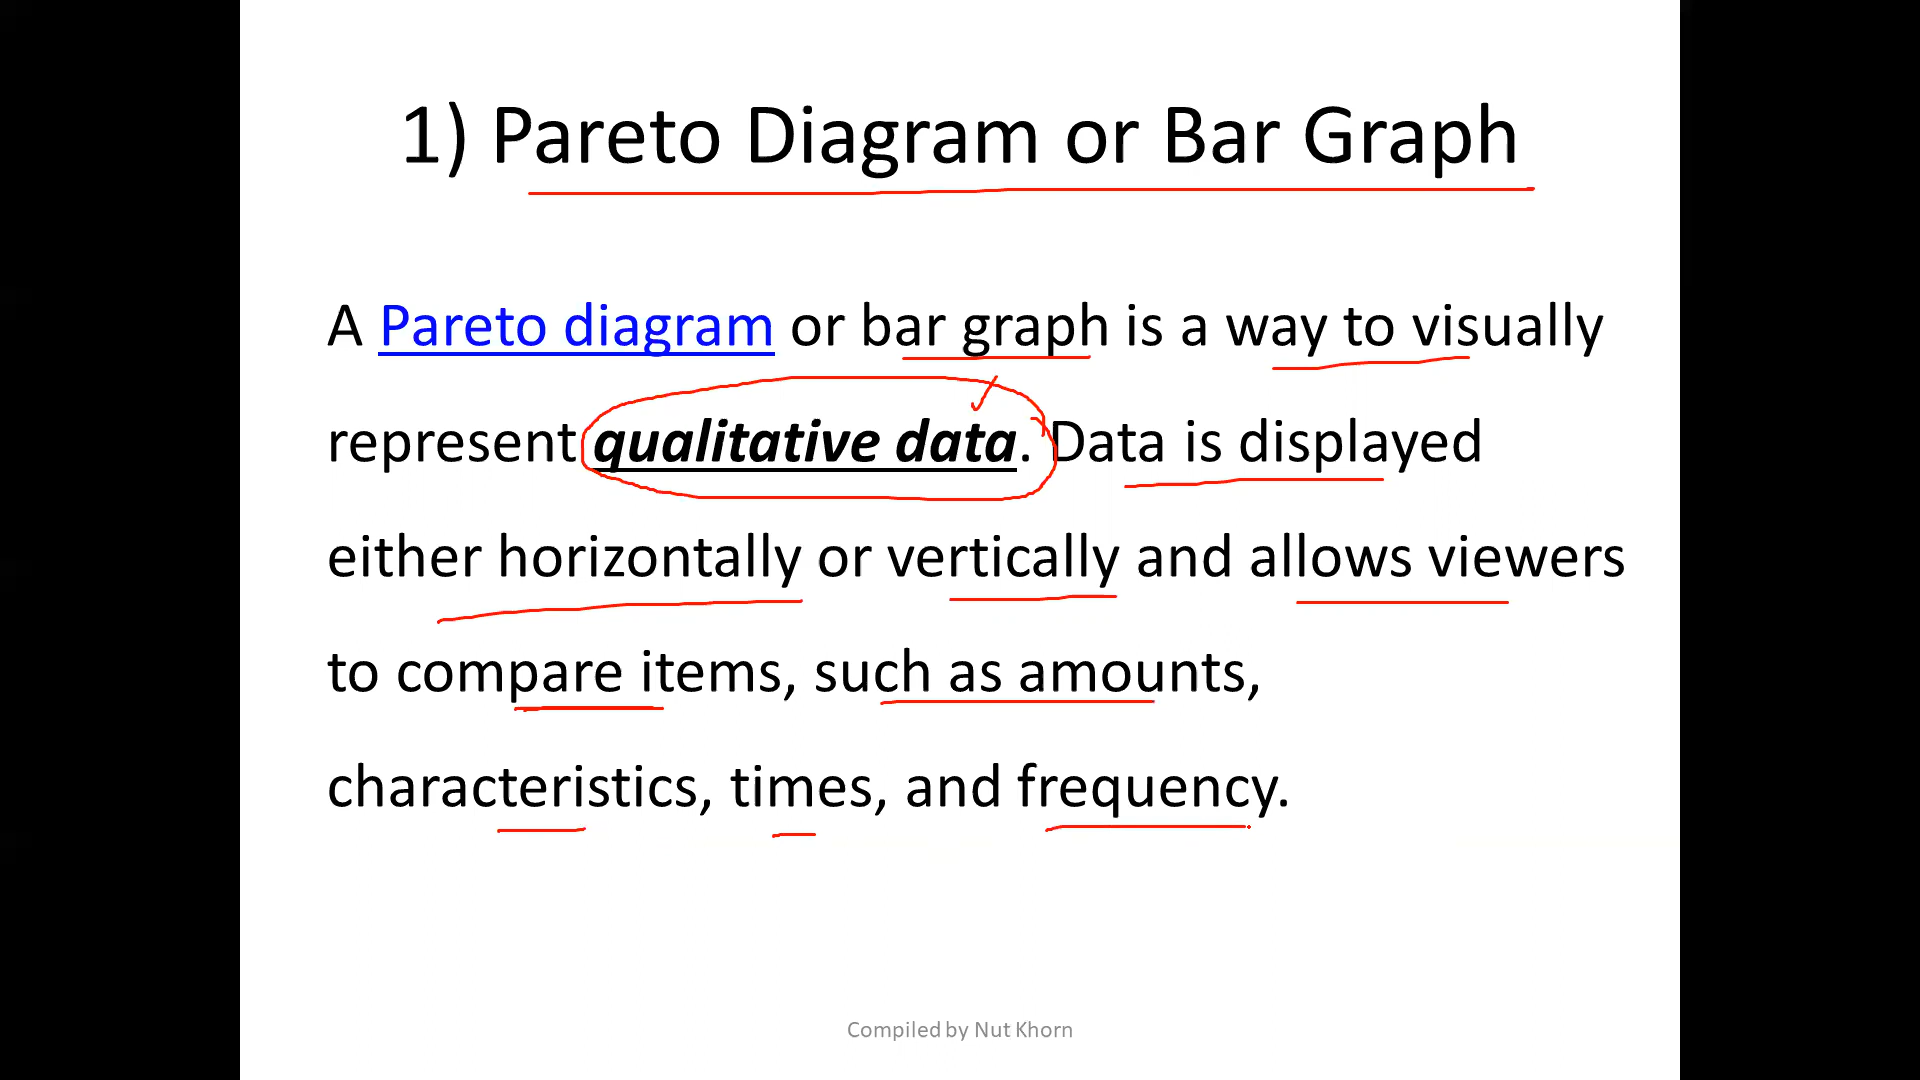 1) Pareto Diagram or Bar Graph
A Pareto diagram or bar graph is a way to visually
represent qualitative data. Data is displayed
either horizontally or vertically and allows viewers
to compare items, such as amounts,
characteristics, times, and frequency.
Compiled by Nut Khorn